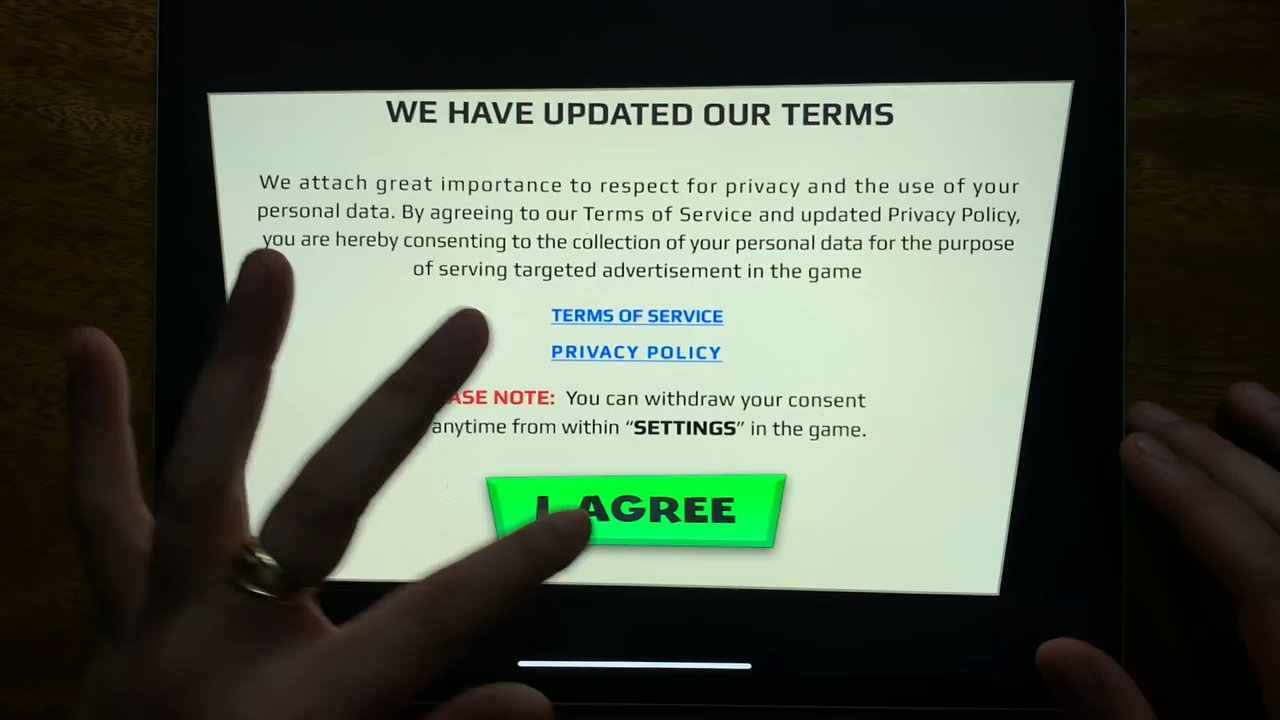 WE HAVE UPDATED OUR TERMS
We attach great importance to respect for privacy and the use of your
personal data. By agreeing to our Terms of Service and updated Privacy Policy,
you are hereby consenting to the collection of your personal data for the purpose
of serving targeted advertisement in the game
TERMS OF SERVICE
PRIVACY POLICY
NOTE: You can withdraw your consent
anytime from within “SETTINGS” in the game.
I AGREE